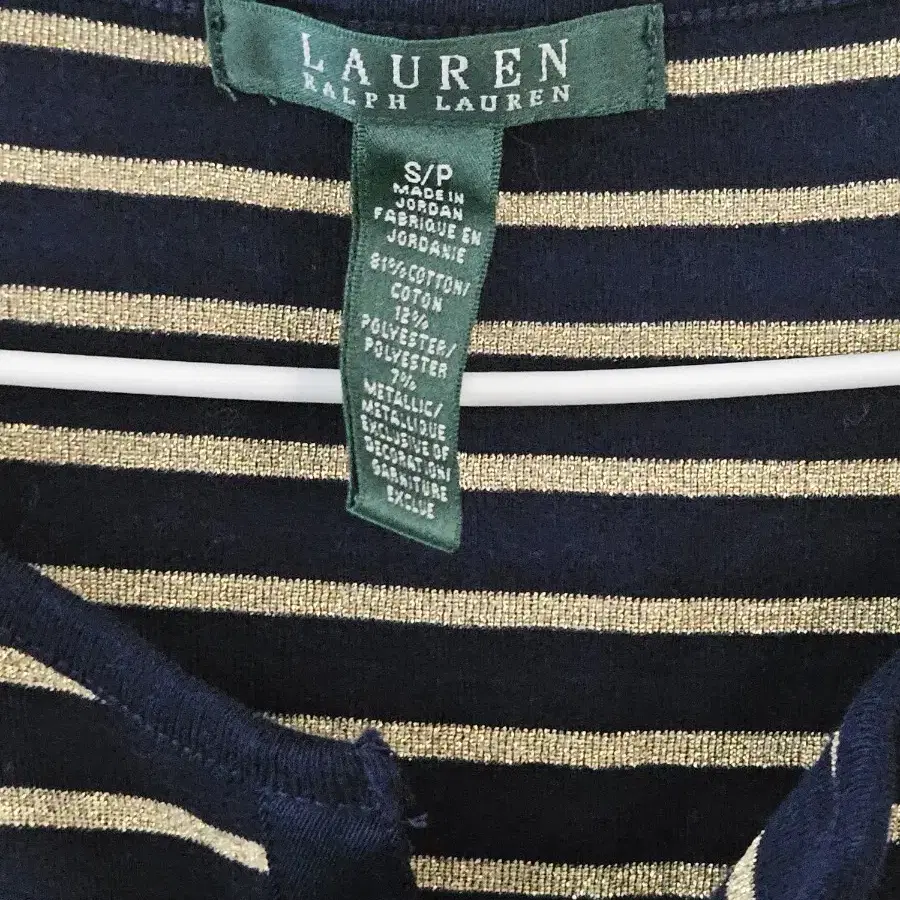 LAUREN
RALPH LAUREN
S/P
MADE IN
JORDAN
FABRIQUE EN
JORDANIE
81% COTTON/
COTON
12%
POLYESTER/
POLYESTER
7%
METALLIC/
METALLIQUE
EXCLUSIVE OF
DECORATION/
GARNITURE
EXCLUE